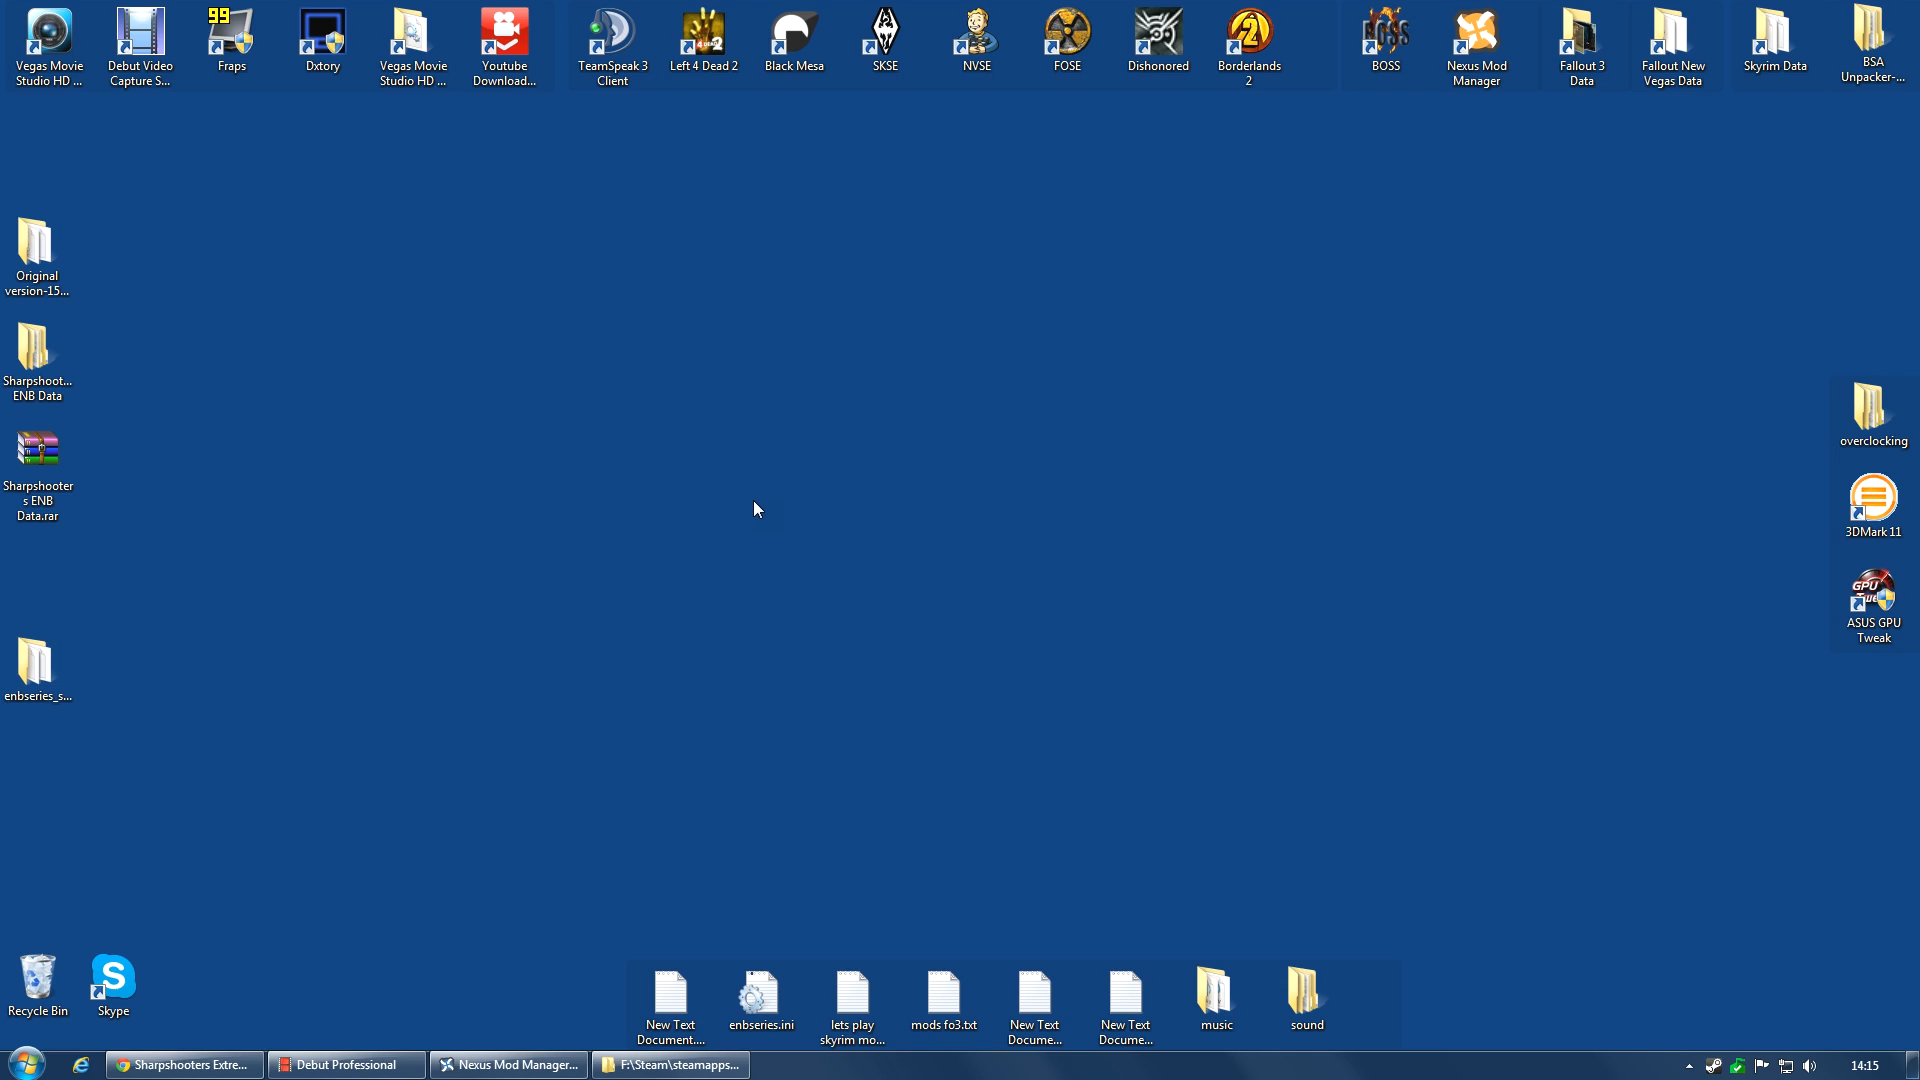 Vegas Movie
Studio HD ...
Debut Video
Capture S...
99
Fraps
Dxtory
Vegas Movie
Studio HD ...
Youtube
Download...
TeamSpeak 3
Client
Left 4 Dead 2
Black Mesa
SKSE
NVSE
FOSE
Dishonored
2
Borderlands
2
BOSS
BOSS
Nexus Mod
Manager
Fallout 3
Data
Fallout New
Vegas Data
Skyrim Data
BSA
Unpacker-...
Original
version-15...
Sharpshoot...
ENB Data
Sharpshooter
s ENB
Data.rar
enbseries_s...
overclocking
3DMark 11
GPU
ASUS GPU
Tweak
Recycle Bin
S
Skype
New Text
Document....
enbseries.ini
lets play
skyrim mo...
mods fo3.txt
New Text
Docume...
New Text
Docume...
music
sound
Sharpshooters Extre...
Debut Professional
Nexus Mod Manager...
F:\Steam\steamapps...
14:15